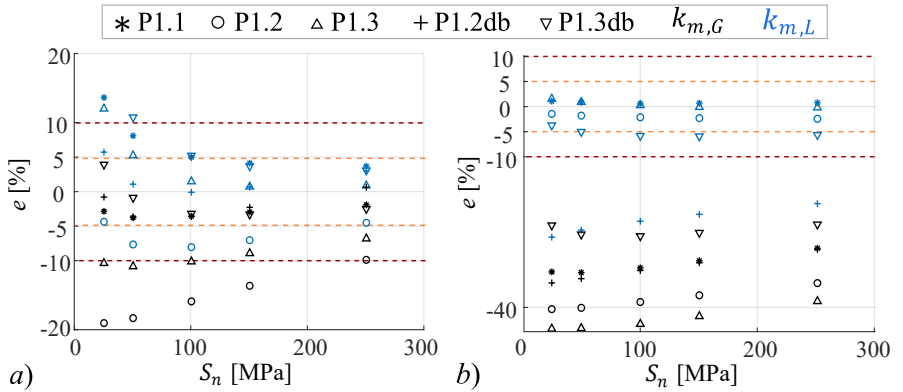 * P1.1 ○ P1.2 △ P1.3 + P1.2db ▽ P1.3db k_{m,G} k_{m,L}
20
10
5
0
-5
-10
-20
0 100 200 300
e [%]
S_n [MPa]
a)
10
5
0
-5
-10
-40
0 100 200 300
e [%]
S_n [MPa]
b)